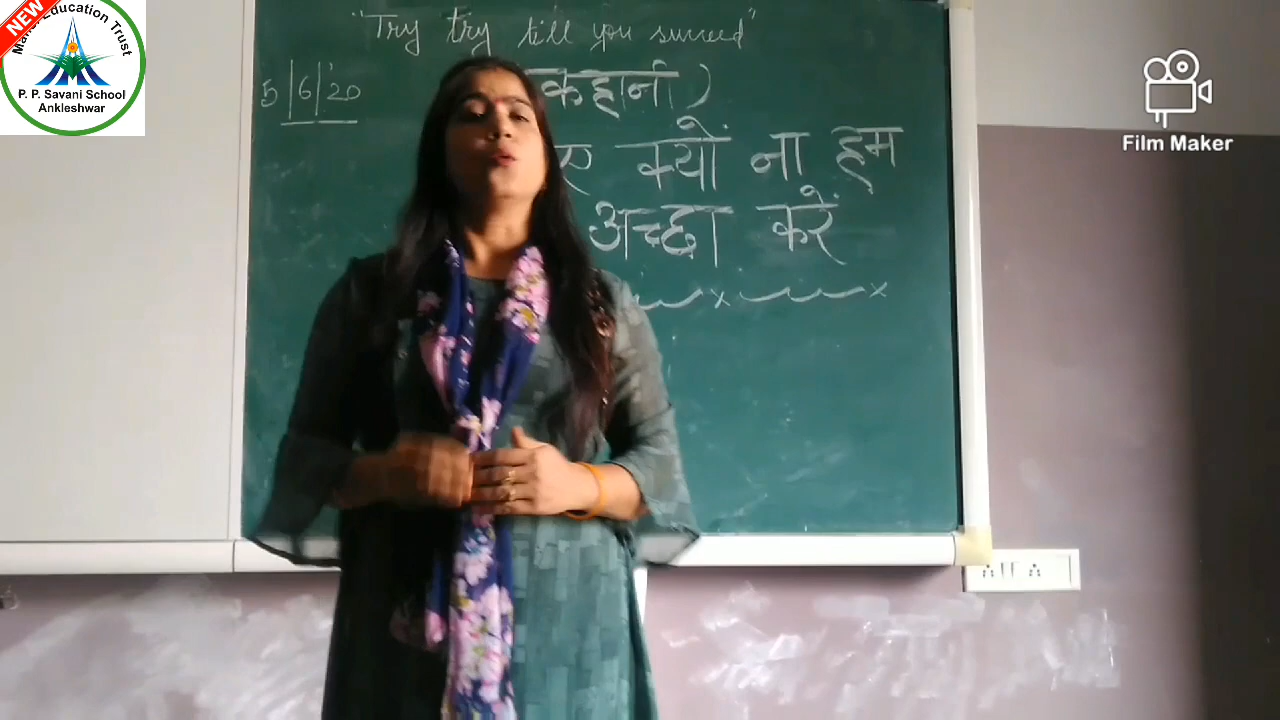 NEW
Education Trust
P. P. Savani School
Ankleshwar
Film Maker
"Try try till you succeed"
5|6|'20
कहानी)
क्यों ना हम
अच्छा करें